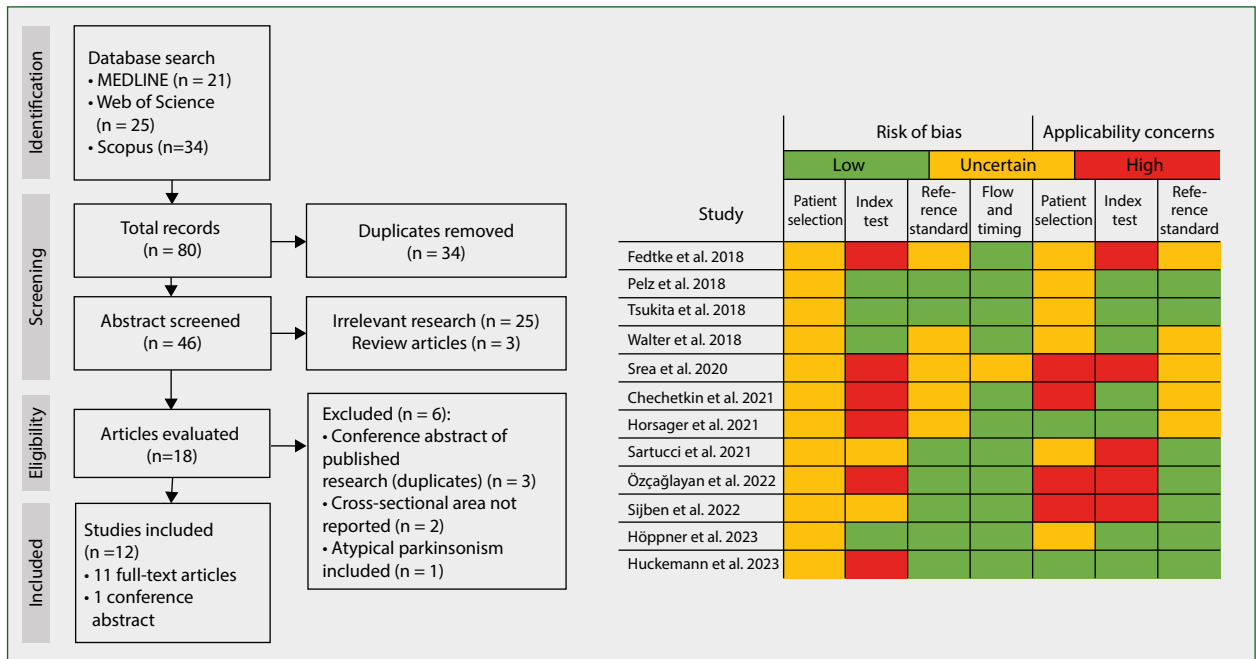 Identification
Database search
• MEDLINE (n = 21)
• Web of Science
(n = 25)
• Scopus (n=34)
Screening
Total records
(n = 80)
Duplicates removed
(n = 34)
Abstract screened
(n = 46)
Irrelevant research (n = 25)
Review articles (n = 3)
Eligibility
Articles evaluated
(n=18)
Excluded (n = 6):
• Conference abstract of
published
research (duplicates) (n = 3)
• Cross-sectional area not
reported (n = 2)
• Atypical parkinsonism
included (n = 1)
Included
Studies included
(n =12)
• 11 full-text articles
• 1 conference
abstract
Risk of bias
Applicability concerns
Low
Uncertain
High
Study
Patient
selection
Index
test
Refe-
rence
standard
Flow
and
timing
Patient
selection
Index
test
Refe-
rence
standard
Fedtke et al. 2018
Pelz et al. 2018
Tsukita et al. 2018
Walter et al. 2018
Srea et al. 2020
Chechetkin et al. 2021
Horsager et al. 2021
Sartucci et al. 2021
Özçağlayan et al. 2022
Sijben et al. 2022
Höppner et al. 2023
Huckemann et al. 2023